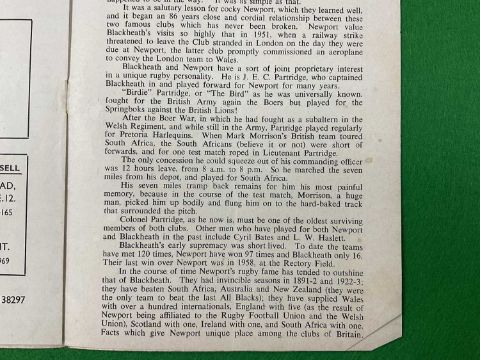 happened to be in the way. It was as simple as that.
It was a salutary lesson for cocky Newport, which they learned well,
and it began an 86 years close and cordial relationship between these
two famous clubs which has never been broken. Newport value
Blackheath's visits so highly that in 1951, when a railway strike
threatened to leave the Club stranded in London on the day they were
due at Newport, the latter club promptly commissioned an aeroplane
to convey the London team to Wales.
Blackheath and Newport have a sort of joint proprietary interest
in a unique rugby personality. He is J. E. C. Partridge, who captained
Blackheath in and played forward for Newport for many years.
"Birdie" Partridge, or "The Bird" as he was universally known,
fought for the British Army again the Boers but played for the
Springboks against the British Lions!
After the Boer War, in which he had fought as a subaltern in the
Welsh Regiment, and while still in the Army, Partridge played regularly
for Pretoria Harlequins. When Mark Morrison's British team toured
South Africa, the South Africans (believe it or not) were short of
forwards, and for one test match roped in Lieutenant Partridge.
The only concession he could squeeze out of his commanding officer
was 12 hours leave, from 8 a.m. to 8 p.m. So he marched the seven
miles from his depot, and played for South Africa.
His seven miles tramp back remains for him his most painful
memory, because in the course of the test match, Morrison, a huge
man, picked him up bodily and flung him on to the hard-baked track
that surrounded the pitch.
Colonel Partridge, as he now is, must be one of the oldest surviving
members of both clubs. Other men who have played for both Newport
and Blackheath in the past include Cyril Bates and L. W. Haslett.
Blackheath's early supremacy was short lived. To date the teams
have met 120 times, Newport have won 97 and Blackheath only 16.
Their last win over Newport was in 1958, at the Rectory Field.
In the course of time Newport's rugby fame has tended to outshine
that of Blackheath. They had invincible seasons in 1891-2 and 1922-3;
they have beaten South Africa, Australia and New Zealand (they were
the only team to beat the last All Blacks); they have supplied Wales
with over a hundred internationals, England with five (as the result of
Newport being affiliated to the Rugby Football Union and the Welsh
Union), Scotland with one, Ireland with one, and South Africa with one.
Facts which give Newport unique place among the clubs of Britain.
SELL
AD,
E.12.
-165
NT.
969
38297